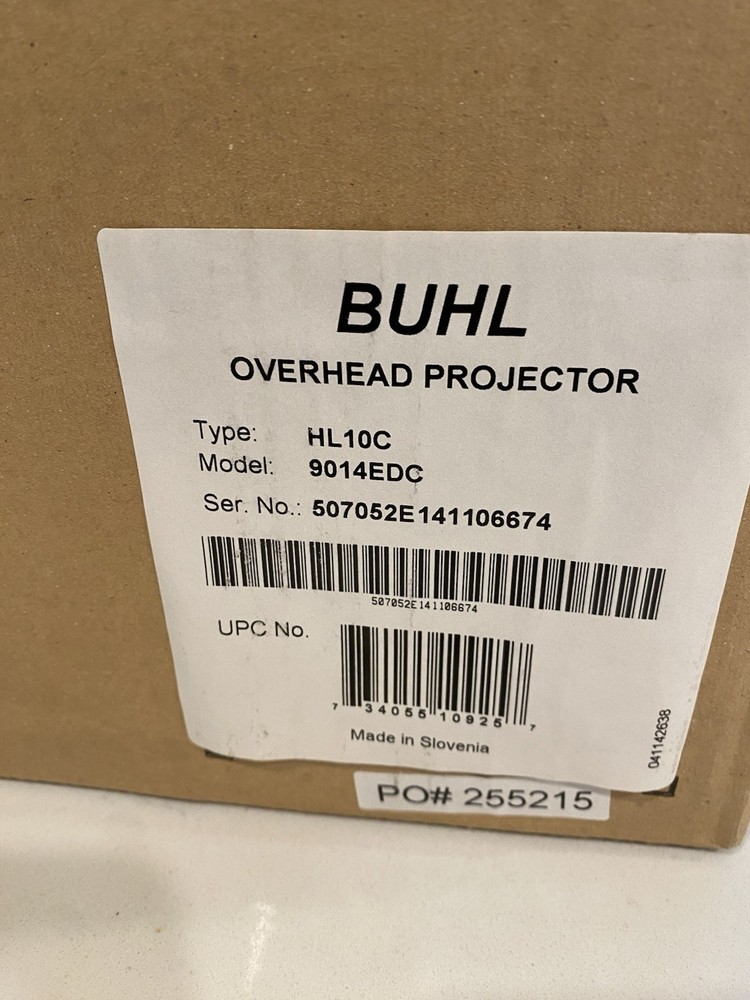 BUHL
OVERHEAD PROJECTOR
Type: HL10C
Model: 9014EDC
Ser. No.: 507052E141106674
507052E141106674
UPC No.
7 34055 10925 7
Made in Slovenia
041142638
PO# 255215